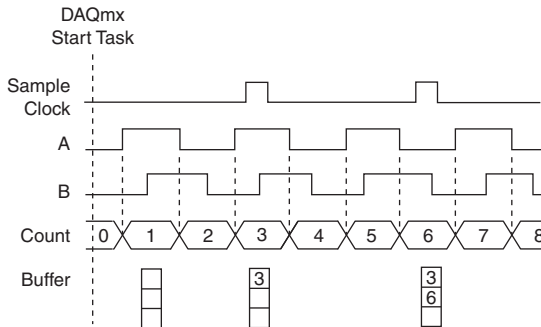 DAQmx
Start Task
Sample
Clock
A
B
Count 0 1 2 3 4 5 6 7 8
Buffer 3 3
6